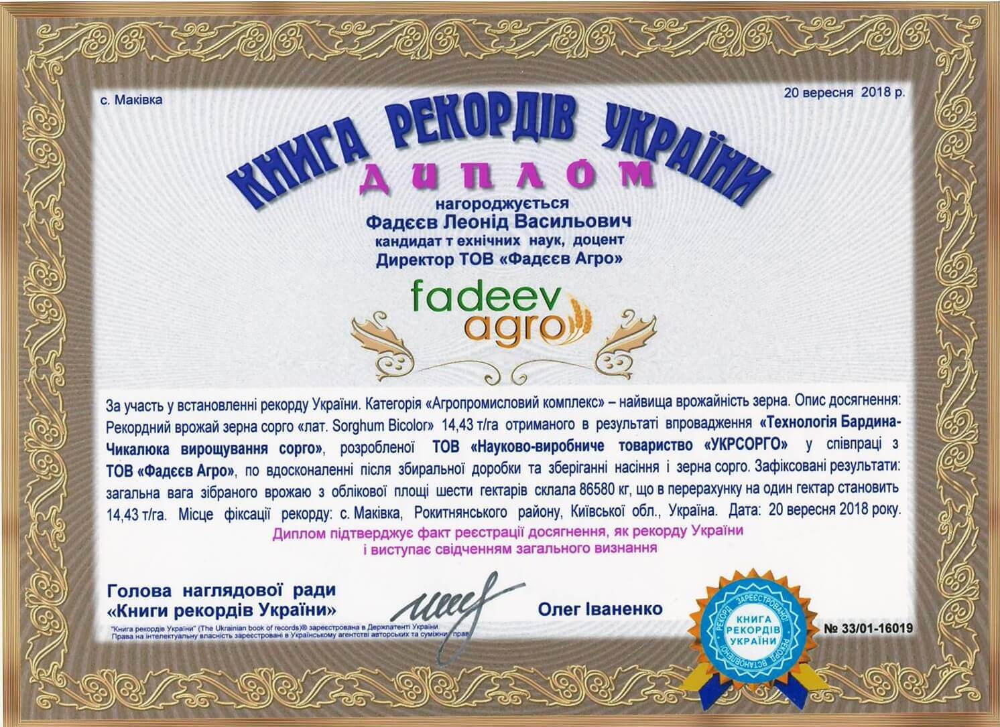 с. Маківка
20 вересня 2018 р.
КНИГА РЕКОРДІВ УКРАЇНИ
ДИПЛОМ
нагороджується
Фадєєв Леонід Васильович
кандидат т ехнічних наук, доцент
Директор ТОВ «Фадєєв Агро»
fadeev
agro
За участь у встановленні рекорду України. Категорія «Агропромисловий комплекс» – найвища врожайність зерна. Опис досягнення:
Рекордний врожай зерна сорго «лат. Sorghum Bicolor» 14,43 т/га отриманого в результаті впровадження «Технологія Бардина-
Чикалюка вирощування сорго», розробленої ТОВ «Науково-виробниче товариство «УКРСОРГО» у співпраці з
ТОВ «Фадєєв Агро», по вдосконаленні після збиральної доробки та зберіганні насіння і зерна сорго. Зафіксовані результати:
загальна вага зібраного врожаю з облікової площі шести гектарів склала 86580 кг, що в перерахунку на один гектар становить
14,43 т/га. Місце фіксації рекорду: с. Маківка, Рокитнянського району, Київської обл., Україна. Дата: 20 вересня 2018 року.
Диплом підтверджує факт реєстрації досягнення, як рекорду України
і виступає свідченням загального визнання
Голова наглядової ради
«Книги рекордів України»
Олег Іваненко
"Книга рекордів України" (The Ukrainian book of records)® зареєстрована в Держпатенті України.
Права на інтелектуальну власність зареєстровані в Українському агентстві авторських та суміжних прав
РЕКОРД ЗАРЕЄСТРОВАНО!
КНИГА
РЕКОРДІВ
УКРАЇНИ
РЕКОРД ВСТАНОВЛЕНО!
№ 33/01-16019